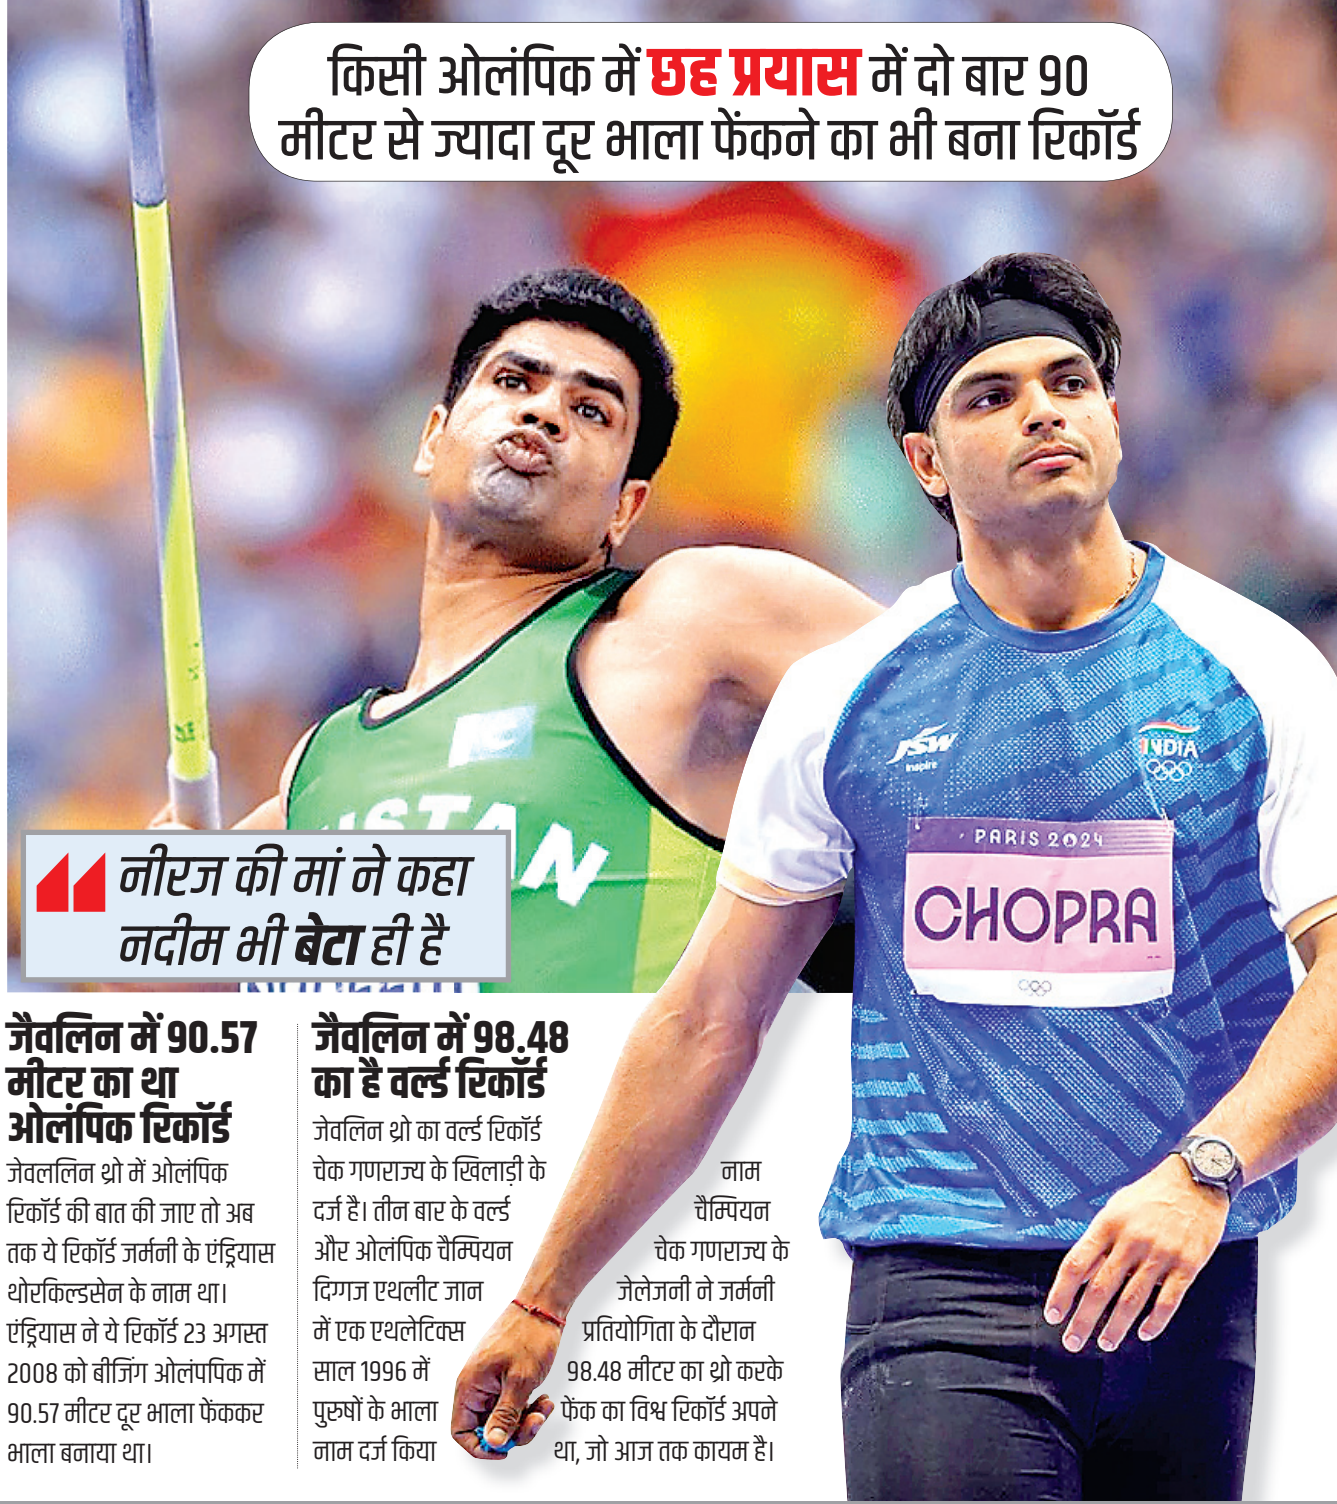 किसी ओलंपिक में छह प्रयास में दो बार 90
मीटर से ज्यादा दूर भाला फेंकने का भी बना रिकॉर्ड
JSW
Inspire
INDIA
PARIS 2024
CHOPRA
नीरज की मां ने कहा
नदीम भी बेटा ही है
जैवलिन में 90.57
मीटर का था
ओलंपिक रिकॉर्ड
जेवललिन थ्रो में ओलंपिक
रिकॉर्ड की बात की जाए तो अब
तक ये रिकॉर्ड जर्मनी के एंड्रियास
थोरकिल्डसेन के नाम था।
एंड्रियास ने ये रिकॉर्ड 23 अगस्त
2008 को बीजिंग ओलंपपिक में
90.57 मीटर दूर भाला फेंककर
भाला बनाया था।
जैवलिन में 98.48
का है वर्ल्ड रिकॉर्ड
जेवलिन थ्रो का वर्ल्ड रिकॉर्ड
चेक गणराज्य के खिलाड़ी के नाम
दर्ज है। तीन बार के वर्ल्ड चैम्पियन
और ओलंपिक चैम्पियन चेक गणराज्य के
दिग्गज एथलीट जान जेलेजनी ने जर्मनी
में एक एथलेटिक्स प्रतियोगिता के दौरान
साल 1996 में 98.48 मीटर का थ्रो करके
पुरुषों के भाला फेंक का विश्व रिकॉर्ड अपने
नाम दर्ज किया था, जो आज तक कायम है।